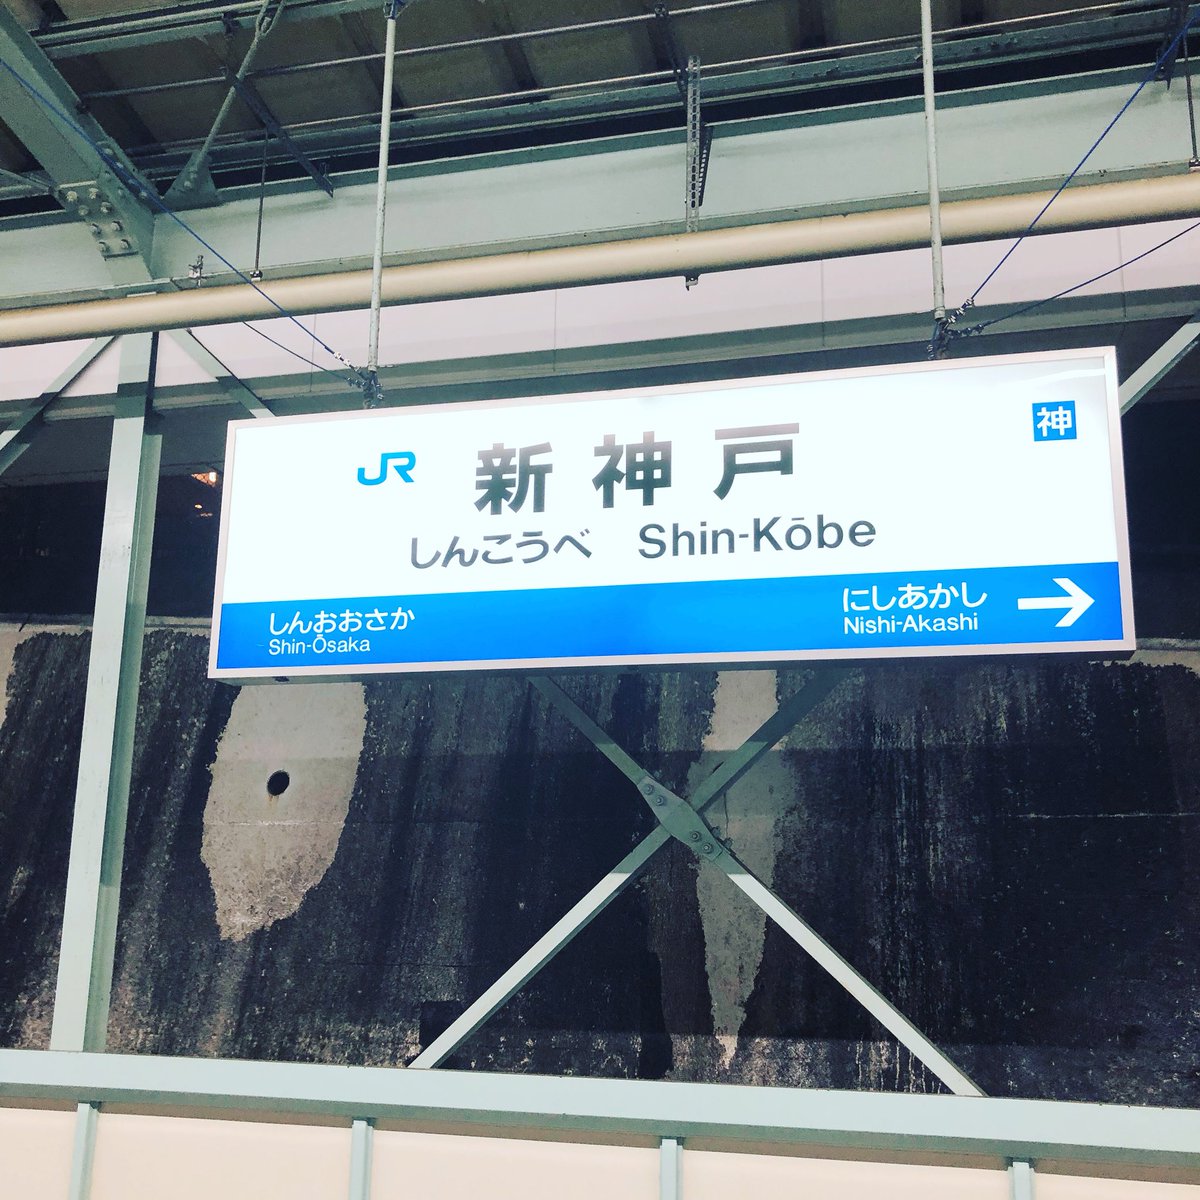 神
JR 新神戸
しんこうべ Shin-Kōbe
しんおおさか
Shin-Ōsaka
にしあかし →
Nishi-Akashi